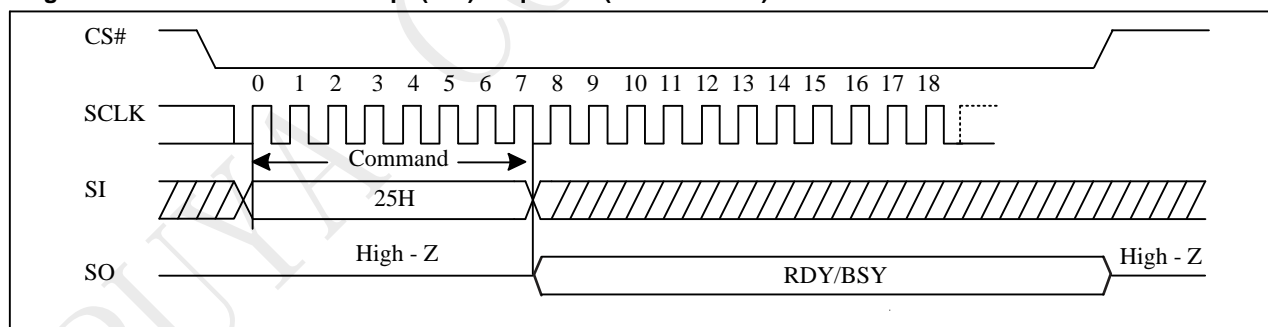 CS#
0 1 2 3 4 5 6 7 8 9 10 11 12 13 14 15 16 17 18
SCLK
Command
SI
25H
High - Z
High - Z
SO
RDY/BSY